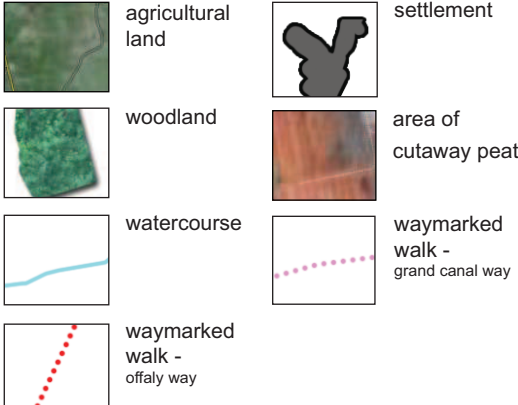 agricultural
land
settlement
woodland
area of
cutaway peat
watercourse
waymarked
walk -
grand canal way
waymarked
walk -
offaly way